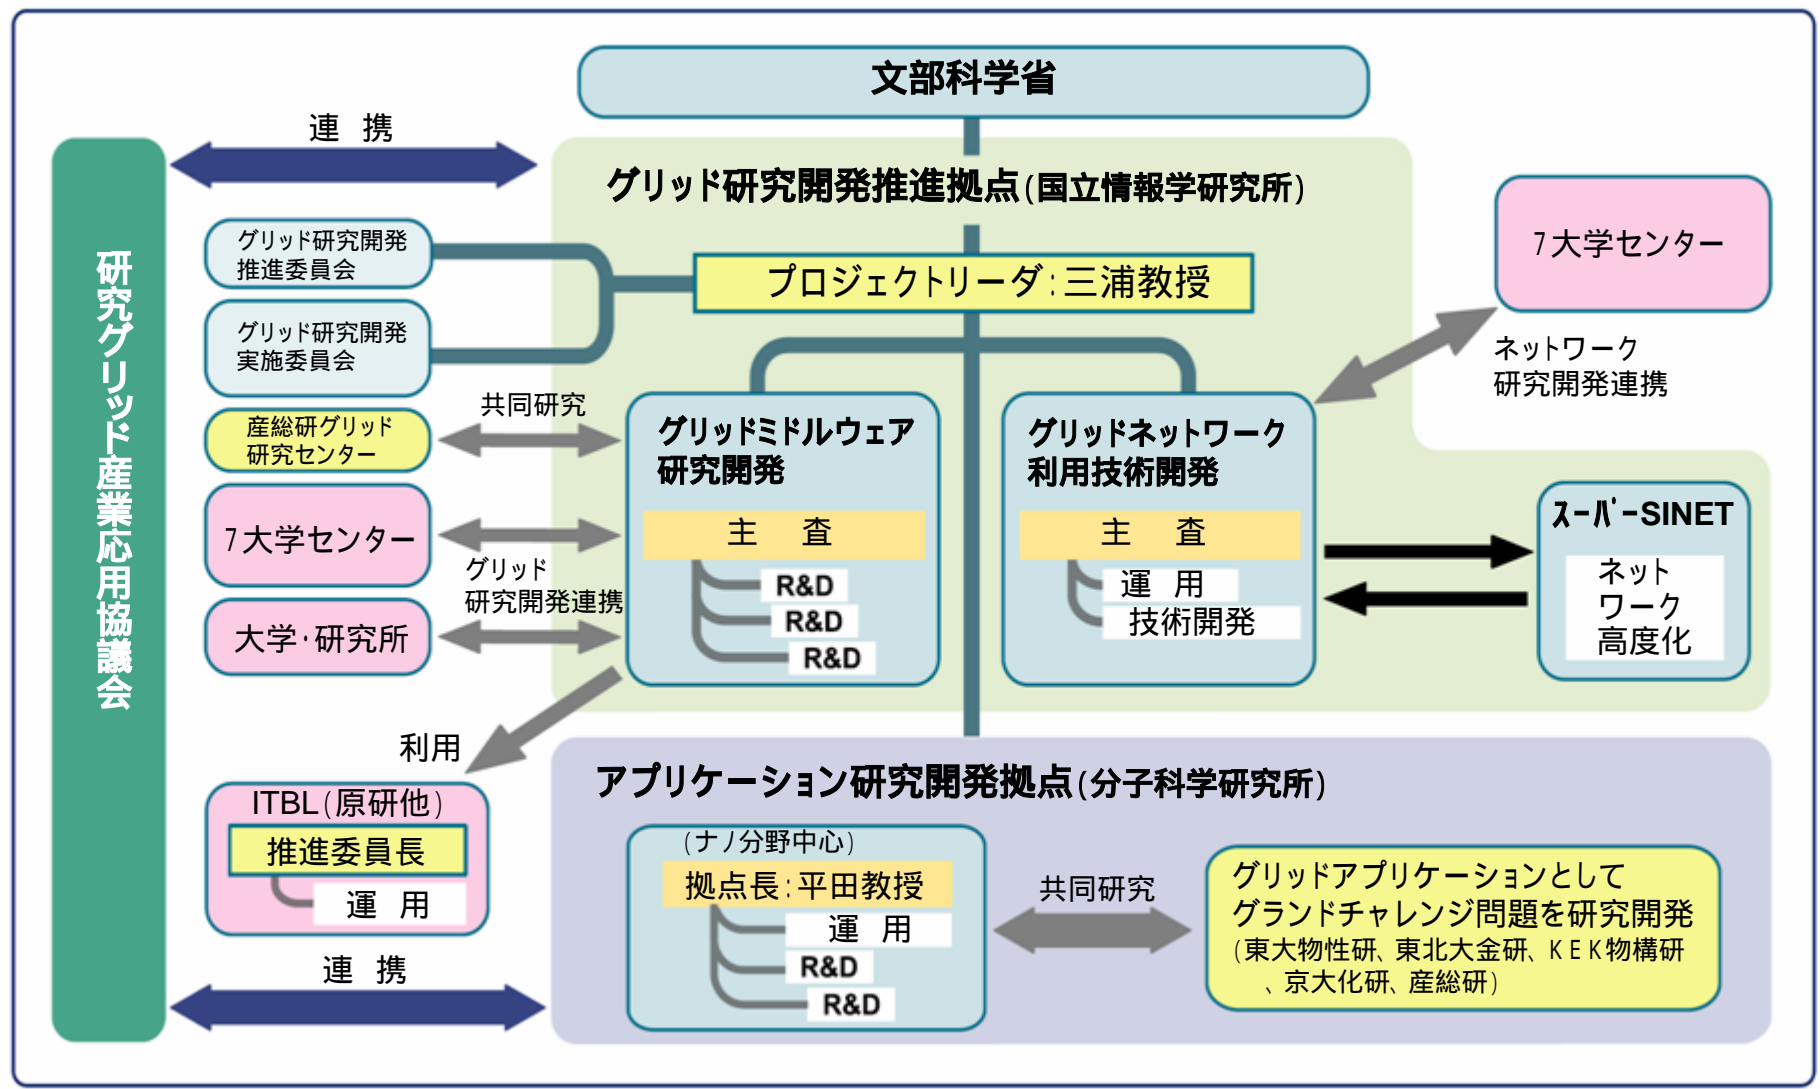 文部科学省
連 携
グリッド研究開発推進拠点(国立情報学研究所)
研究グリッド産業応用協議会
グリッド研究開発
推進委員会
プロジェクトリーダ:三浦教授
7大学センター
グリッド研究開発
実施委員会
ネットワーク
研究開発連携
共同研究
産総研グリッド
研究センター
グリッドミドルウェア
研究開発
主 査
R&D
R&D
R&D
グリッドネットワーク
利用技術開発
主 査
運 用
技術開発
スーパーSINET
ネット
ワーク
高度化
7大学センター
グリッド
研究開発連携
大学・研究所
利用
ITBL(原研他)
推進委員長
運 用
連 携
アプリケーション研究開発拠点(分子科学研究所)
(ナノ分野中心)
拠点長:平田教授
運 用
R&D
R&D
共同研究
グリッドアプリケーションとして
グランドチャレンジ問題を研究開発
(東大物性研、東北大金研、KEK物構研
、京大化研、産総研)